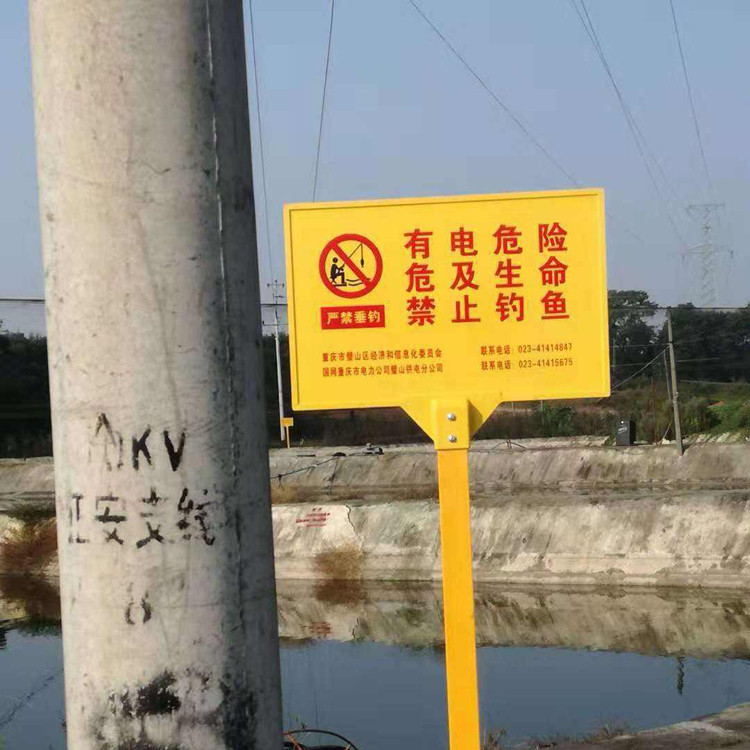 有电危险
危及生命
禁止钓鱼
严禁垂钓
重庆市璧山区经济和信息化委员会
联系电话：023-41414847
国网重庆市电力公司璧山供电分公司
联系电话：023-41415675
KV
安支线